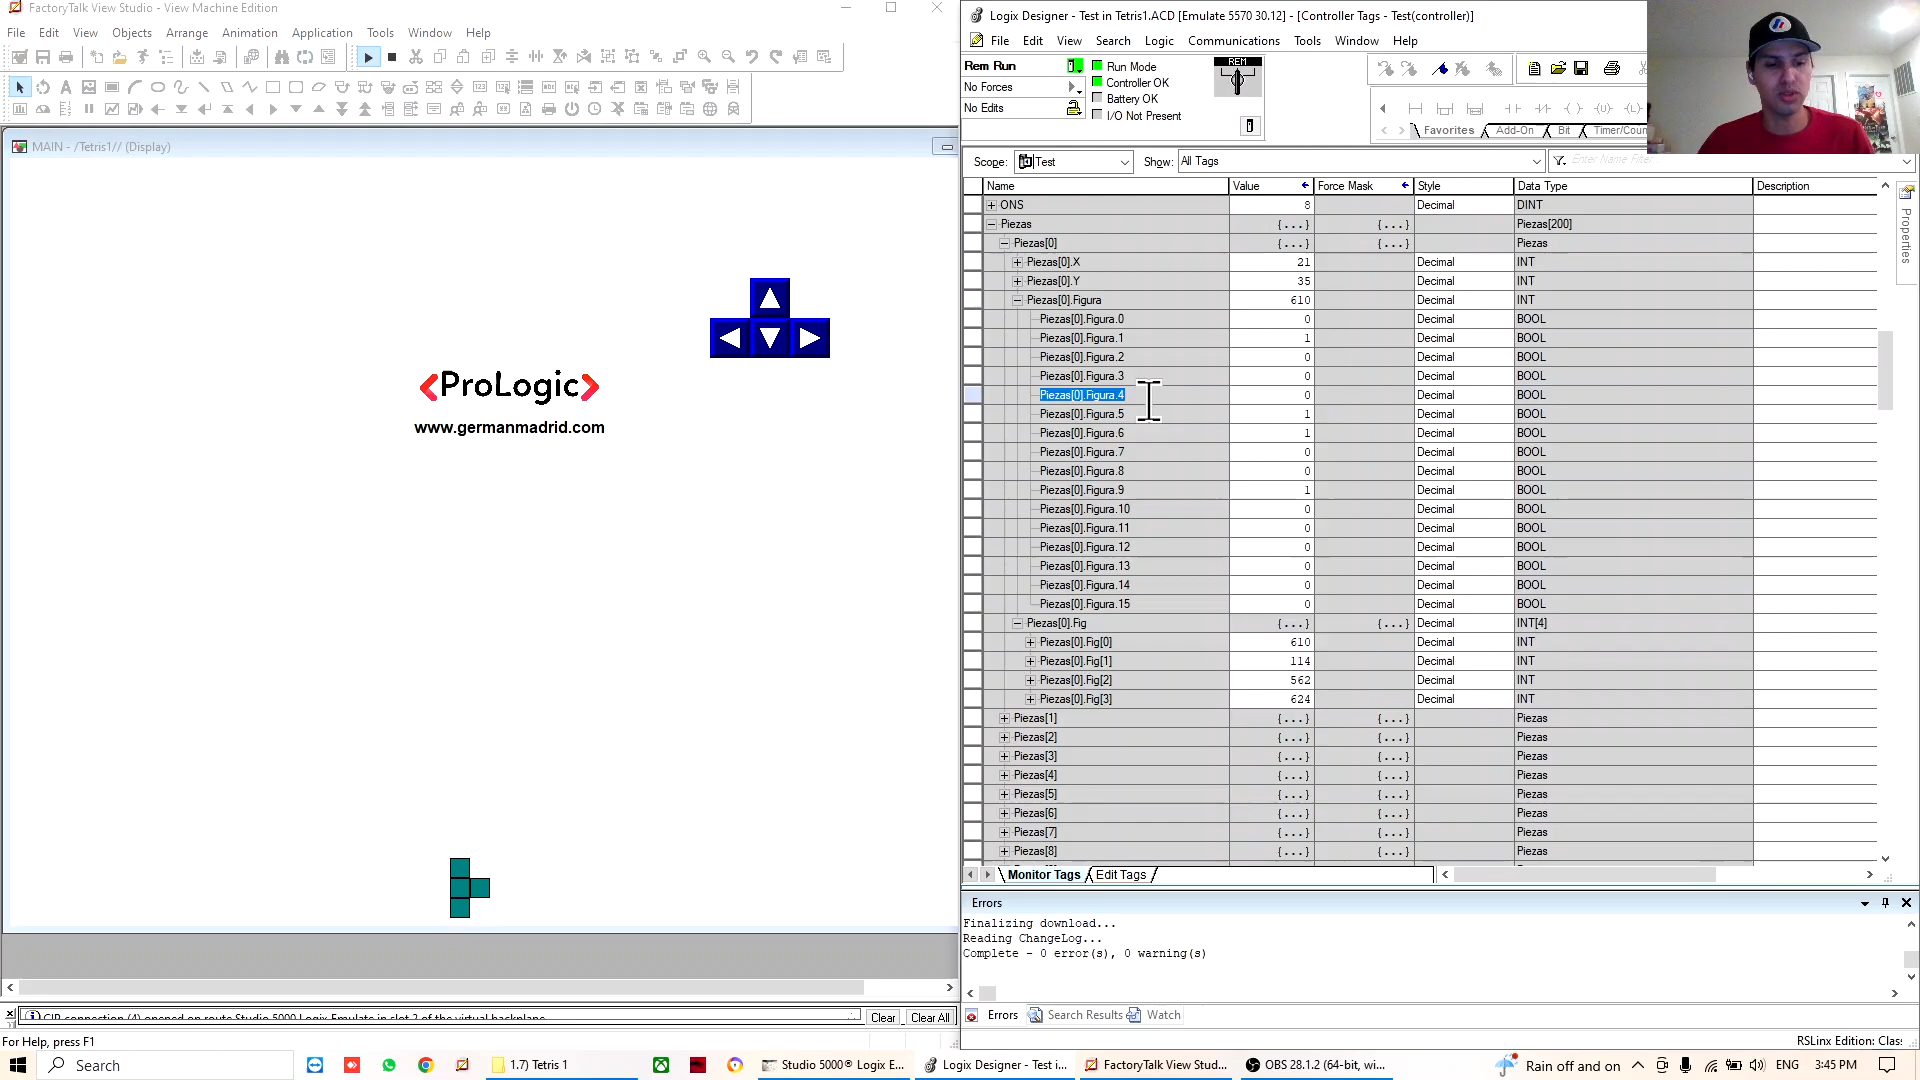 FactoryTalk View Studio - View Machine Edition
File Edit View Objects Arrange Animation Application Tools Window Help
MAIN - /Tetris1// (Display)
<ProLogic>
www.germanmadrid.com
Clear Clear All
For Help, press F1
Logix Designer - Test in Tetris1.ACD [Emulate 5570 30.12] - [Controller Tags - Test(controller)]
File Edit View Search Logic Communications Tools Window Help
Rem Run
No Forces
No Edits
Run Mode
Controller OK
Battery OK
I/O Not Present
REM
Favorites Add-On Bit Timer/Coun
Scope: Test Show: All Tags Enter Name Filter...
Name Value Force Mask Style Data Type Description
ONS 8 Decimal DINT
Piezas {...} {...} Piezas[200]
Piezas[0] {...} {...} Piezas
Piezas[0].X 21 Decimal INT
Piezas[0].Y 35 Decimal INT
Piezas[0].Figura 610 Decimal INT
Piezas[0].Figura.0 0 Decimal BOOL
Piezas[0].Figura.1 1 Decimal BOOL
Piezas[0].Figura.2 0 Decimal BOOL
Piezas[0].Figura.3 0 Decimal BOOL
Piezas[0].Figura.4 0 Decimal BOOL
Piezas[0].Figura.5 1 Decimal BOOL
Piezas[0].Figura.6 1 Decimal BOOL
Piezas[0].Figura.7 0 Decimal BOOL
Piezas[0].Figura.8 0 Decimal BOOL
Piezas[0].Figura.9 1 Decimal BOOL
Piezas[0].Figura.10 0 Decimal BOOL
Piezas[0].Figura.11 0 Decimal BOOL
Piezas[0].Figura.12 0 Decimal BOOL
Piezas[0].Figura.13 0 Decimal BOOL
Piezas[0].Figura.14 0 Decimal BOOL
Piezas[0].Figura.15 0 Decimal BOOL
Piezas[0].Fig {...} {...} Decimal INT[4]
Piezas[0].Fig[0] 610 Decimal INT
Piezas[0].Fig[1] 114 Decimal INT
Piezas[0].Fig[2] 562 Decimal INT
Piezas[0].Fig[3] 624 Decimal INT
Piezas[1] {...} {...} Piezas
Piezas[2] {...} {...} Piezas
Piezas[3] {...} {...} Piezas
Piezas[4] {...} {...} Piezas
Piezas[5] {...} {...} Piezas
Piezas[6] {...} {...} Piezas
Piezas[7] {...} {...} Piezas
Piezas[8] {...} {...} Piezas
Properties
Monitor Tags Edit Tags
Errors
Finalizing download...
Reading ChangeLog...
Complete - 0 error(s), 0 warning(s)
Errors Search Results Watch
RSLinx Edition: Clas:
Search
1.7) Tetris 1
Studio 5000® Logix E...
Logix Designer - Test i...
FactoryTalk View Stud...
OBS 28.1.2 (64-bit, wi...
Rain off and on
ENG 3:45 PM